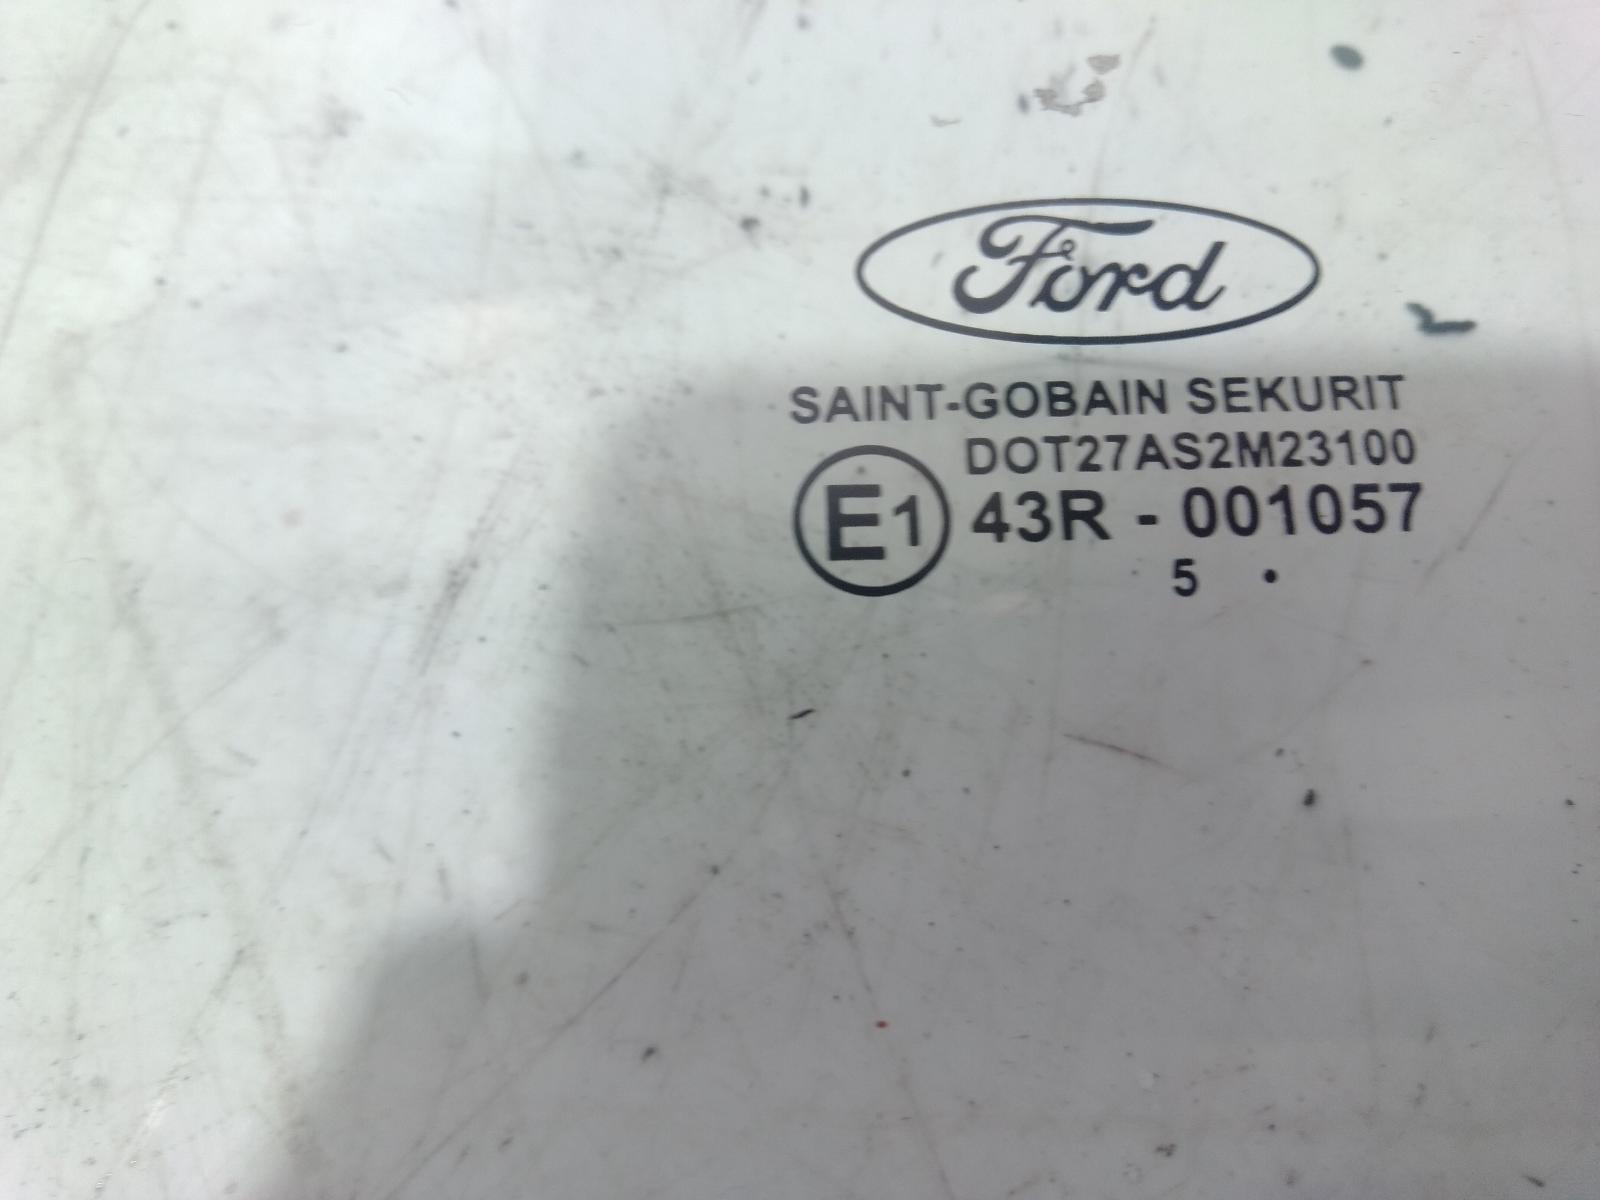 Ford
SAINT-GOBAIN SEKURIT
DOT27AS2M23100
E1 43R - 001057
5 .